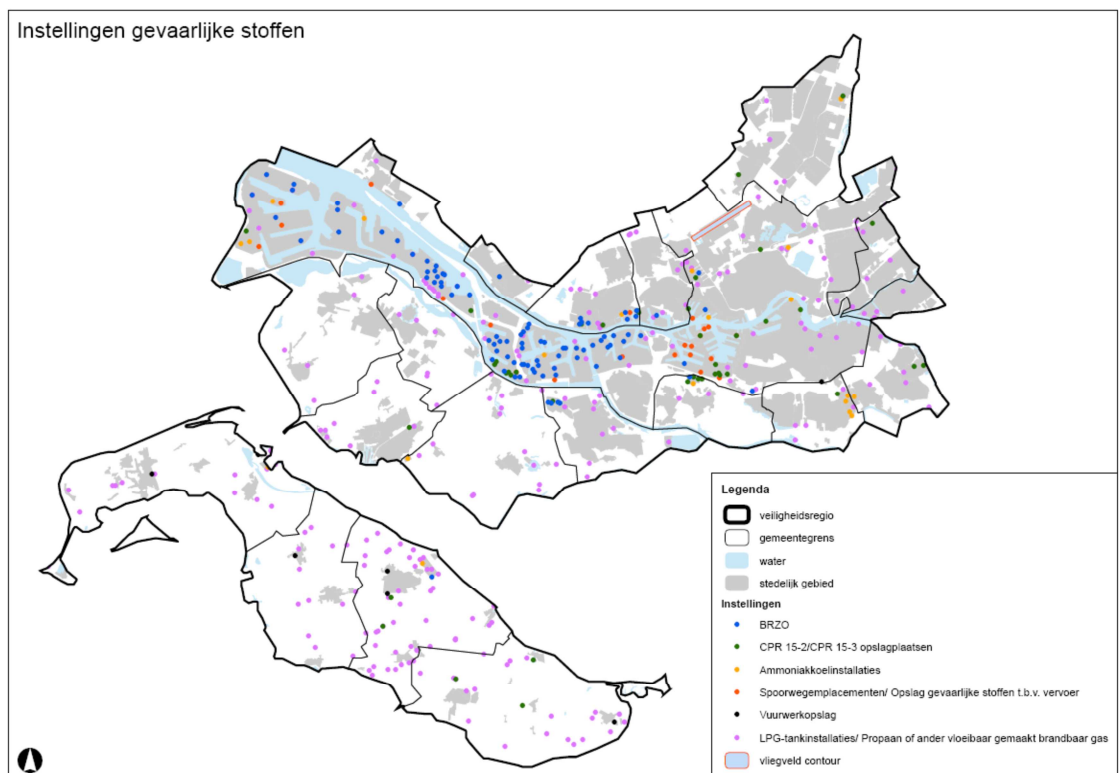 Instellingen gevaarlijke stoffen
Legenda
veiligheidsregio
gemeentegrens
water
stedelijk gebied
Instellingen
BRZO
CPR 15-2/CPR 15-3 opslagplaatsen
Ammoniakkoelinstallaties
Spoorwegemplacementen/ Opslag gevaarlijke stoffen t.b.v. vervoer
Vuurwerkopslag
LPG-tankinstallaties/ Propaan of ander vloeibaar gemaakt brandbaar gas
vliegveld contour